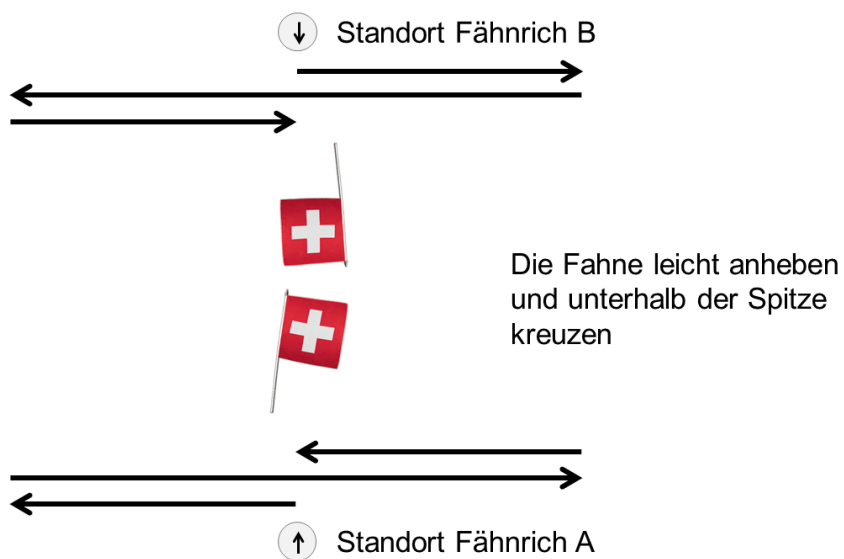 Standort Fähnrich B
Die Fahne leicht anheben
und unterhalb der Spitze
kreuzen
Standort Fähnrich A